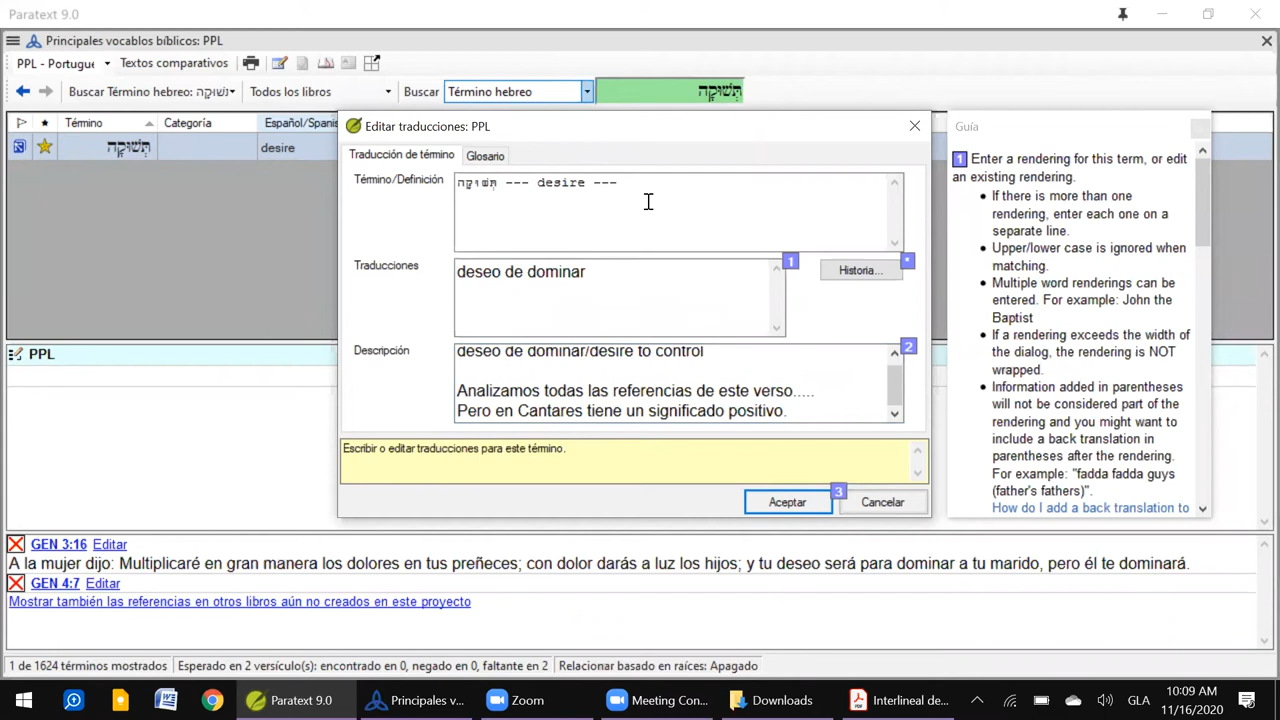 Paratext 9.0
Principales vocablos bíblicos: PPL
PPL - Portugue Textos comparativos
Buscar Término hebreo: תְּשׁוּקָה Todos los libros Buscar Término hebreo תְּשׁוּקָה
Término Categoría Español/Spanis
תְּשׁוּקָה desire
Editar traducciones: PPL
Traducción de término Glosario
Término/Definición
תְּשׁוּקָה --- desire ---
Traducciones
deseo de dominar
1
Historia...
*
Descripción
deseo de dominar/desire to control
2
Analizamos todas las referencias de este verso.....
Pero en Cantares tiene un significado positivo.
Escribir o editar traducciones para este término.
Aceptar 3 Cancelar
Guía
1 Enter a rendering for this term, or edit
an existing rendering.
If there is more than one
rendering, enter each one on a
separate line.
Upper/lower case is ignored when
matching.
Multiple word renderings can be
entered. For example: John the
Baptist
If a rendering exceeds the width of
the dialog, the rendering is NOT
wrapped.
Information added in parentheses
will not be considered part of the
rendering and you might want to
include a back translation in
parentheses after the rendering.
For example: "fadda fadda guys
(father's fathers)".
How do I add a back translation to
PPL
GEN 3:16 Editar
A la mujer dijo: Multiplicaré en gran manera los dolores en tus preñeces; con dolor darás a luz los hijos; y tu deseo será para dominar a tu marido, pero él te dominará.
GEN 4:7 Editar
Mostrar también las referencias en otros libros aún no creados en este proyecto
1 de 1624 términos mostrados Esperado en 2 versículo(s): encontrado en 0, negado en 0, faltante en 2 Relacionar basado en raíces: Apagado
Paratext 9.0 Principales v... Zoom Meeting Con... Downloads Interlineal de... GLA 10:09 AM
11/16/2020